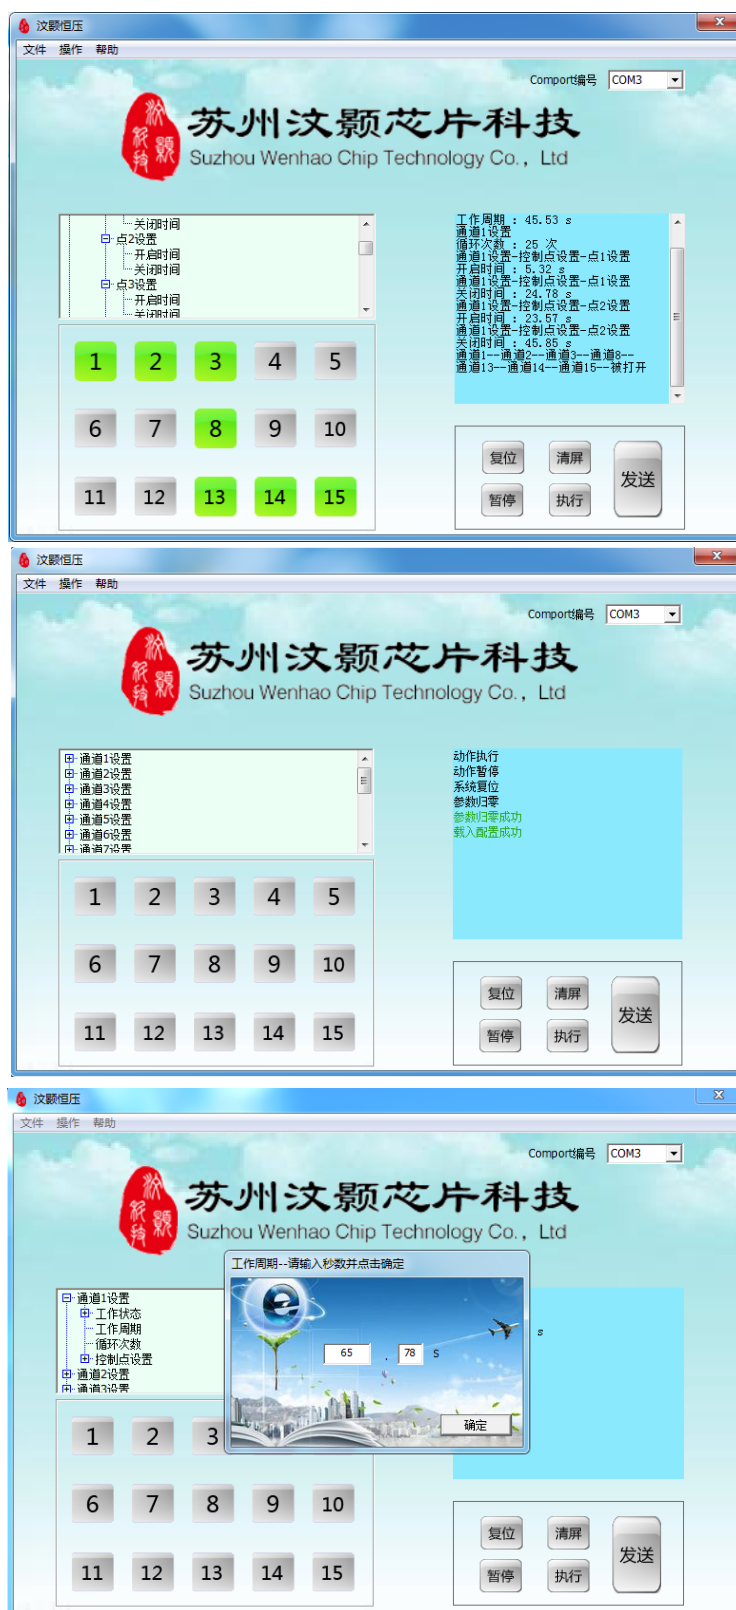 汶颢恒压
文件 操作 帮助
Comport编号 COM3
苏州汶颢芯片科技
Suzhou Wenhao Chip Technology Co., Ltd
关闭时间
点2设置
开启时间
关闭时间
点3设置
开启时间
关闭时间
工作周期 : 45.53 s
通道1设置
循环次数 : 25 次
通道1设置-控制点设置-点1设置
开启时间 : 5.32 s
通道1设置-控制点设置-点1设置
关闭时间 : 24.78 s
通道1设置-控制点设置-点2设置
开启时间 : 23.57 s
通道1设置-控制点设置-点2设置
关闭时间 : 45.85 s
通道1--通道2--通道3--通道8--
通道13--通道14--通道15--被打开
1 2 3 4 5
6 7 8 9 10
11 12 13 14 15
复位 清屏
发送
暂停 执行
汶颢恒压
文件 操作 帮助
Comport编号 COM3
苏州汶颢芯片科技
Suzhou Wenhao Chip Technology Co., Ltd
通道1设置
通道2设置
通道3设置
通道4设置
通道5设置
通道6设置
通道7设置
动作执行
动作暂停
系统复位
参数归零
参数归零成功
载入配置成功
1 2 3 4 5
6 7 8 9 10
11 12 13 14 15
复位 清屏
发送
暂停 执行
汶颢恒压
文件 操作 帮助
Comport编号 COM3
苏州汶颢芯片科技
Suzhou Wenhao Chip Technology Co., Ltd
工作周期--请输入秒数并点击确定
65 . 78 s
确定
通道1设置
工作状态
工作周期
循环次数
控制点设置
通道2设置
通道3设置
s
1 2 3
6 7 8 9 10
11 12 13 14 15
复位 清屏
发送
暂停 执行